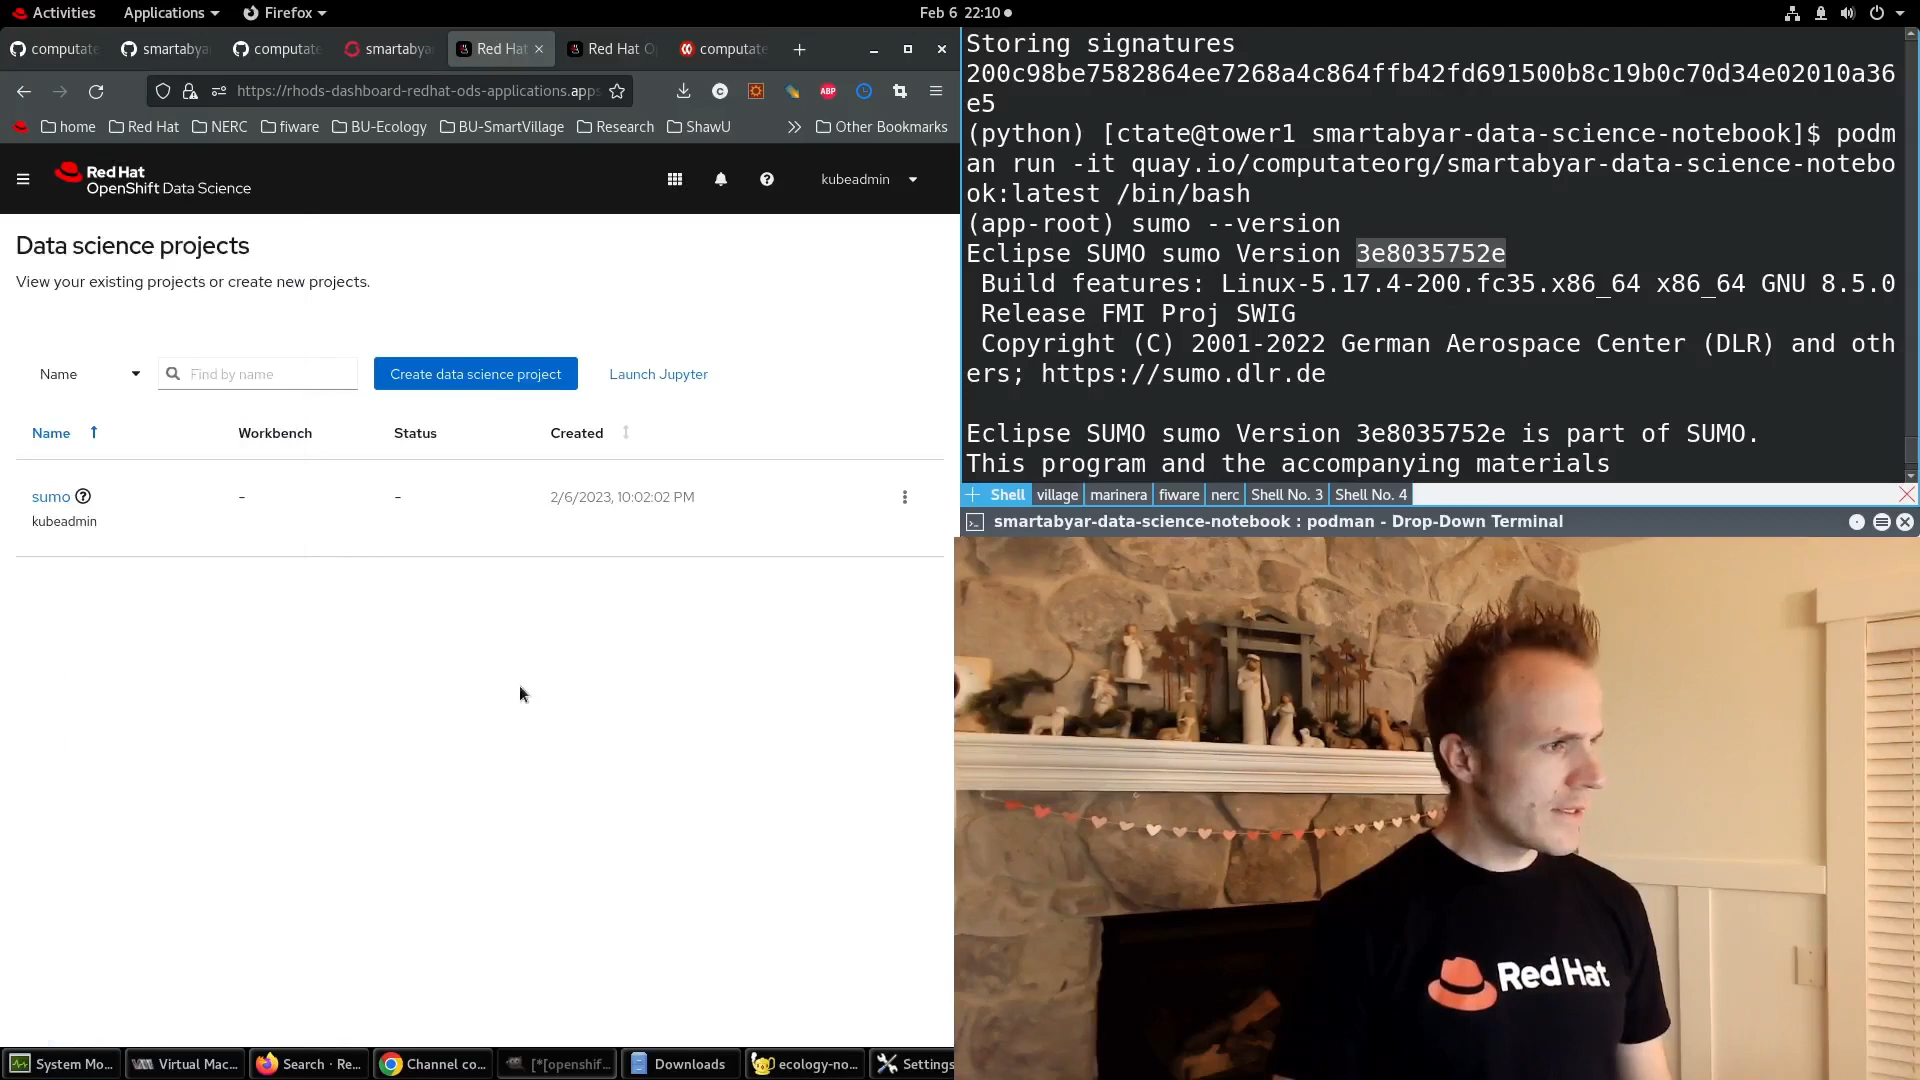 Activities Applications Firefox Feb 6 22:10
computate smartabya computate smartabya Red Hat Red Hat O computate
https://rhods-dashboard-redhat-ods-applications.apps
home Red Hat NERC fiware BU-Ecology BU-SmartVillage Research ShawU Other Bookmarks
Red Hat
OpenShift Data Science
kubeadmin
Data science projects
View your existing projects or create new projects.
Name Find by name Create data science project Launch Jupyter
Name Workbench Status Created
sumo - - 2/6/2023, 10:02:02 PM
kubeadmin
Storing signatures
200c98be7582864ee7268a4c864ffb42fd691500b8c19b0c70d34e02010a36
e5
(python) [ctate@tower1 smartabyar-data-science-notebook]$ podm
an run -it quay.io/computateorg/smartabyar-data-science-notebo
ok:latest /bin/bash
(app-root) sumo --version
Eclipse SUMO sumo Version 3e8035752e
Build features: Linux-5.17.4-200.fc35.x86_64 x86_64 GNU 8.5.0
Release FMI Proj SWIG
Copyright (C) 2001-2022 German Aerospace Center (DLR) and oth
ers; https://sumo.dlr.de
Eclipse SUMO sumo Version 3e8035752e is part of SUMO.
This program and the accompanying materials
Shell village marinera fiware nerc Shell No. 3 Shell No. 4
smartabyar-data-science-notebook : podman - Drop-Down Terminal
Red Hat
System Mo... Virtual Mac... Search · Re... Channel co... [*[openshif... Downloads ecology-no... Settings
ABP